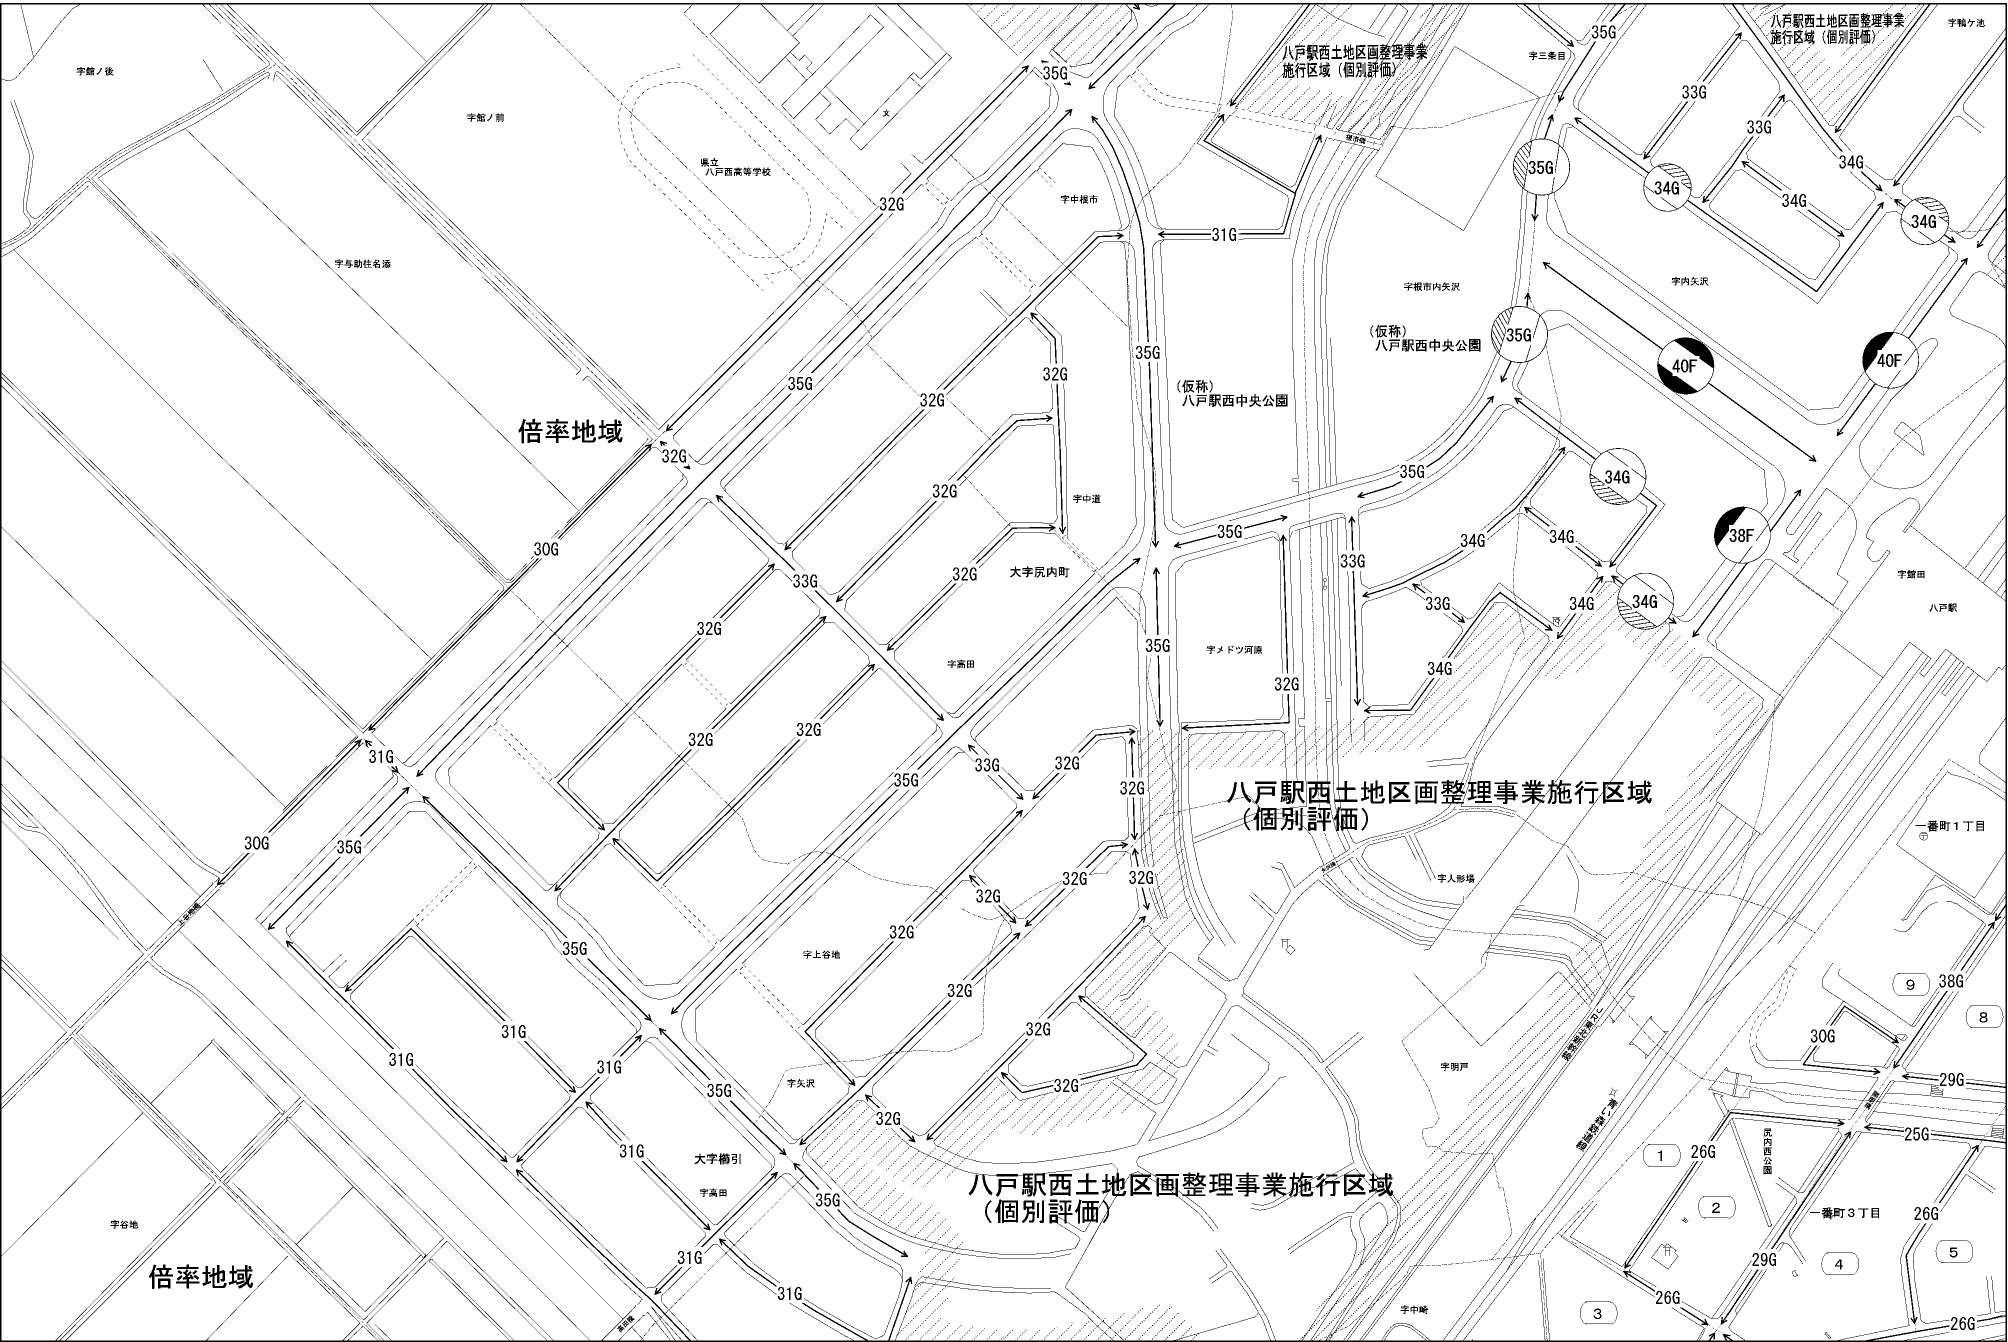 八戸駅西土地区画整理事業
施行区域（個別評価）
八戸駅西土地区画整理事業
施行区域（個別評価）
字鴨ケ池
字館ノ後
字館ノ前
文
県立
八戸西高等学校
字三条目
35G
35G
33G
33G
34G
35G
34G
34G
34G
32G
字中根市
31G
字与助往名添
字根市内矢沢
字内矢沢
（仮称）
八戸駅西中央公園
35G
35G
40F
40F
35G
32G
32G
（仮称）
八戸駅西中央公園
倍率地域
32G
35G
34G
32G
字中道
30G
35G
34G
34G
38F
33G
33G
32G
大字尻内町
字館田
八戸駅
33G
34G
34G
32G
35G
字高田
字メドツ河原
34G
32G
32G
32G
31G
33G
32G
35G
32G
八戸駅西土地区画整理事業施行区域
（個別評価）
一番町１丁目
30G
35G
32G
32G
32G
字人形場
上谷地橋
32G
35G
字上谷地
32G
38G
9
8
31G
32G
30G
31G
31G
字矢沢
35G
32G
字明戸
29G
32G
青い森鉄道線
25G
尻内西公園
1
26G
31G
大字櫛引
字高田
35G
八戸駅西土地区画整理事業施行区域
（個別評価）
2
一番町３丁目
26G
字谷地
31G
29G
4
5
倍率地域
31G
26G
3
字中崎
26G